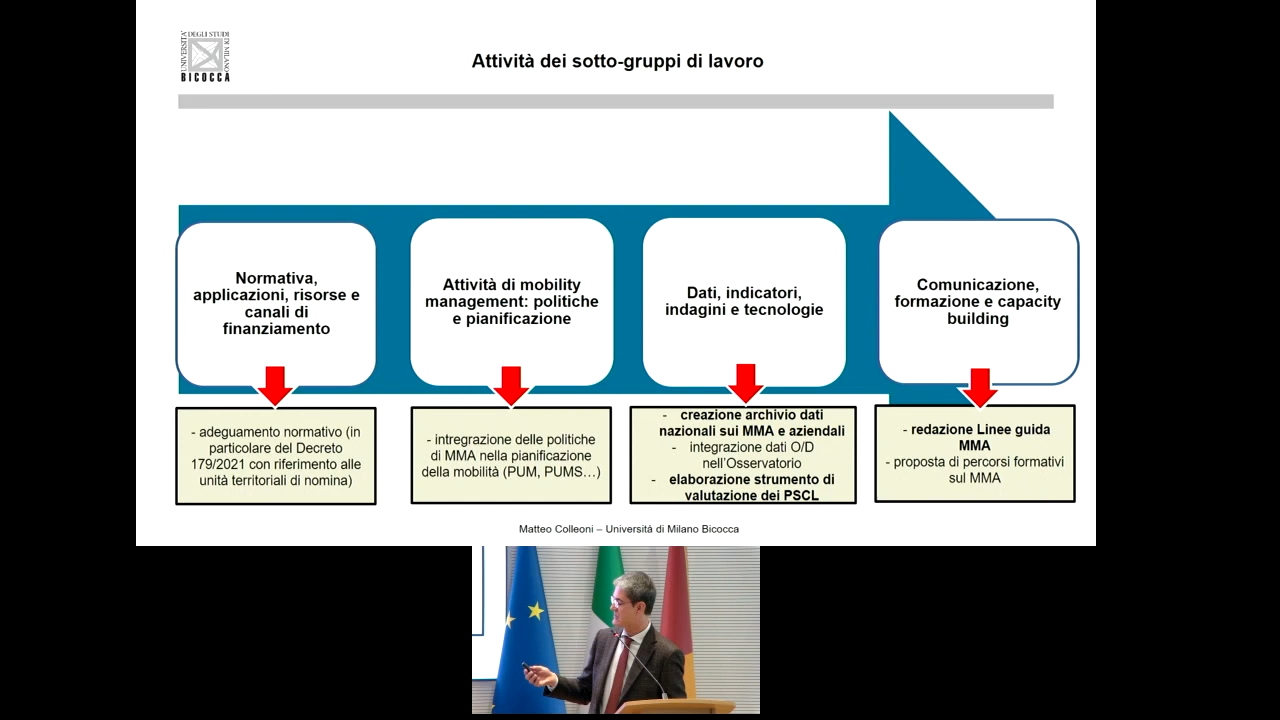 UNIVERSITÀ
DEGLI STUDI
DI MILANO
BICOCCA
Attività dei sotto-gruppi di lavoro
Normativa,
applicazioni, risorse e
canali di
finanziamento
Attività di mobility
management: politiche
e pianificazione
Dati, indicatori,
indagini e tecnologie
Comunicazione,
formazione e capacity
building
- adeguamento normativo (in
particolare del Decreto
179/2021 con riferimento alle
unità territoriali di nomina)
- intregrazione delle politiche
di MMA nella pianificazione
della mobilità (PUM, PUMS…)
- creazione archivio dati
nazionali sui MMA e aziendali
- integrazione dati O/D
nell’Osservatorio
- elaborazione strumento di
valutazione dei PSCL
- redazione Linee guida
MMA
- proposta di percorsi formativi
sul MMA
Matteo Colleoni – Università di Milano Bicocca